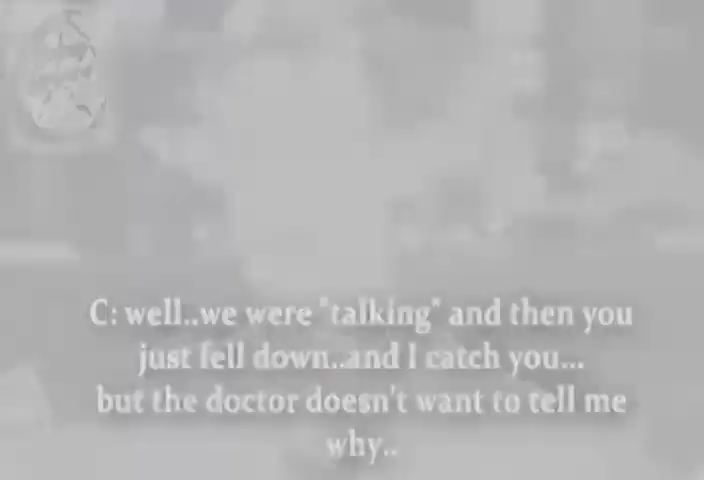 C: well..we were "talking" and then you
just fell down..and I catch you...
but the doctor doesn't want to tell me
why..